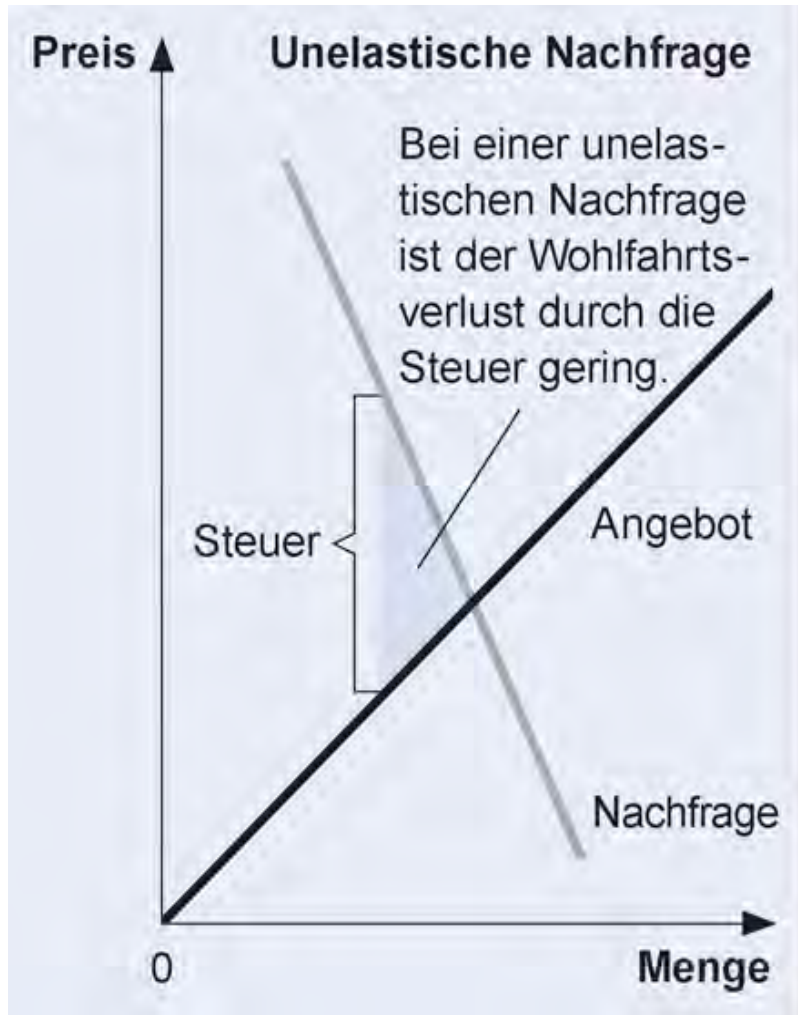 Preis
Unelastische Nachfrage
Bei einer unelas-
tischen Nachfrage
ist der Wohlfahrts-
verlust durch die
Steuer gering.
Steuer
Angebot
Nachfrage
0
Menge